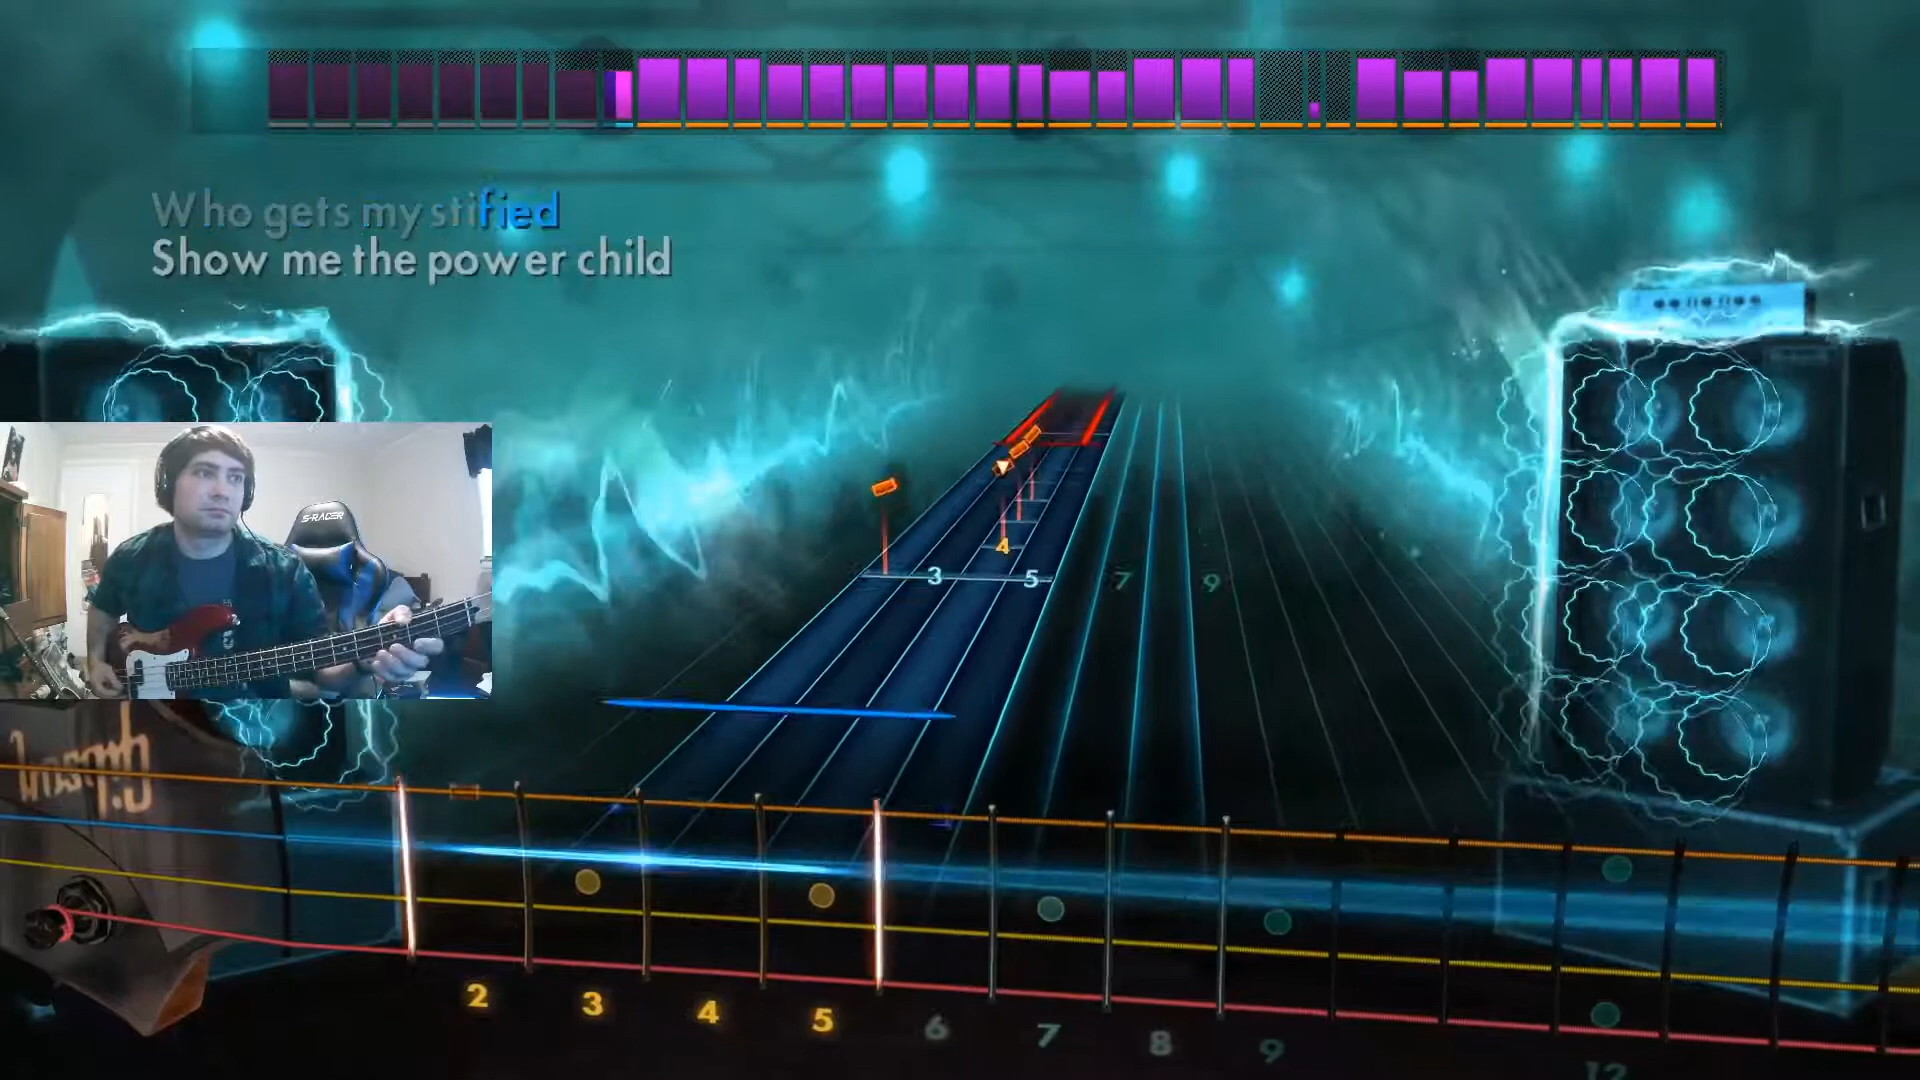 Who gets my stified
Show me the power child
S-RACER
4
3 5 7 9
Gibson
2 3 4 5 6 7 8 9 12